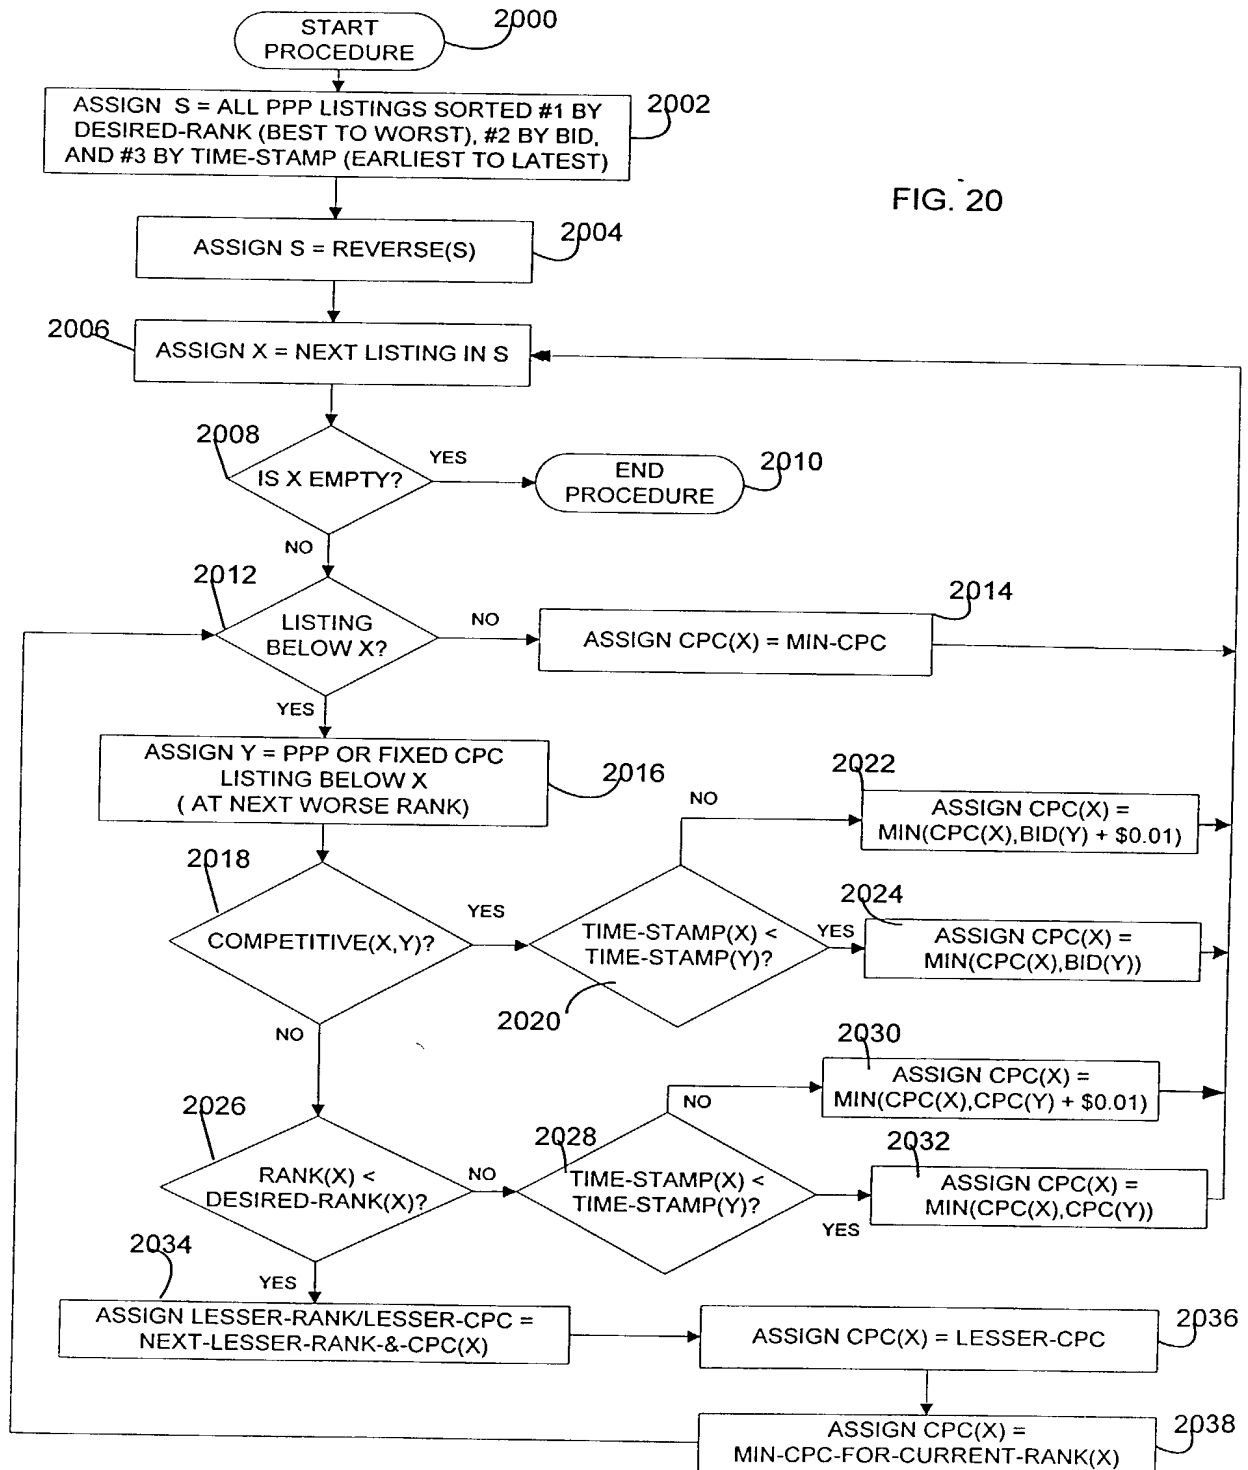 START
PROCEDURE
2000
ASSIGN S = ALL PPP LISTINGS SORTED #1 BY
DESIRED-RANK (BEST TO WORST), #2 BY BID,
AND #3 BY TIME-STAMP (EARLIEST TO LATEST)
2002
FIG. 20
ASSIGN S = REVERSE(S)
2004
2006
ASSIGN X = NEXT LISTING IN S
2008
IS X EMPTY?
YES
END
PROCEDURE
2010
NO
2012
LISTING
BELOW X?
NO
ASSIGN CPC(X) = MIN-CPC
2014
YES
ASSIGN Y = PPP OR FIXED CPC
LISTING BELOW X
( AT NEXT WORSE RANK)
2016
2018
COMPETITIVE(X,Y)?
YES
TIME-STAMP(X) <
TIME-STAMP(Y)?
2020
NO
2022
ASSIGN CPC(X) =
MIN(CPC(X),BID(Y) + $0.01)
YES
2024
ASSIGN CPC(X) =
MIN(CPC(X),BID(Y))
NO
2026
RANK(X) <
DESIRED-RANK(X)?
NO
2028
TIME-STAMP(X) <
TIME-STAMP(Y)?
NO
2030
ASSIGN CPC(X) =
MIN(CPC(X),CPC(Y) + $0.01)
YES
2032
ASSIGN CPC(X) =
MIN(CPC(X),CPC(Y))
YES
2034
ASSIGN LESSER-RANK/LESSER-CPC =
NEXT-LESSER-RANK-&-CPC(X)
ASSIGN CPC(X) = LESSER-CPC
2036
ASSIGN CPC(X) =
MIN-CPC-FOR-CURRENT-RANK(X)
2038